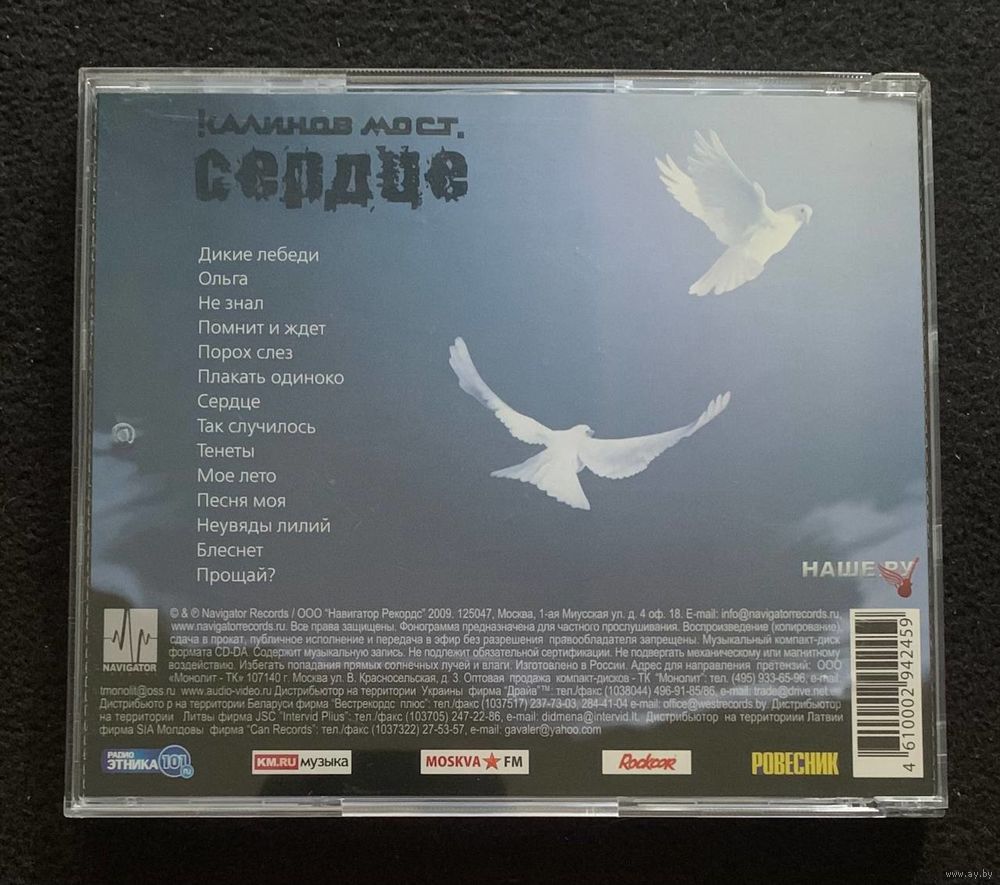 КАЛИНОВ МОСТ.
сердце
Дикие лебеди
Ольга
Не знал
Помнит и ждет
Порох слез
Плакать одиноко
Сердце
Так случилось
Тенеты
Мое лето
Песня моя
Неувяды лилий
Блеснет
Прощай?
НАШЕ.РУ
© & ℗ Navigator Records / ООО "Навигатор Рекордс" 2009, 125047, Москва, 1-ая Миусская ул. д. 4 оф. 18. E-mail: info@navigatorrecords.ru,
www.navigatorrecords.ru. Все права защищены. Фонограмма предназначена для частного прослушивания. Воспроизведение (копирование),
сдача в прокат, публичное исполнение и передача в эфир без разрешения правообладателя запрещены. Музыкальный компакт-диск
формата CD-DA. Содержит музыкальную запись. Не подлежит обязательной сертификации. Не подвергать механическому или магнитному
воздействию. Избегать попадания прямых солнечных лучей и влаги. Изготовлено в России. Адрес для направления претензий: ООО
«Монолит - ТК» 107140 г. Москва ул. В. Красносельская, д. 3. Оптовая продажа компакт-дисков - ТК "Монолит": тел. (495) 933-65-96, e-mail:
tmonolit@oss.ru www.audio-video.ru Дистрибьютор на территории Украины фирма "Драйв"™ тел./факс (1038044) 496-91-85/86, e-mail: trade@drive.net -
Дистрибьюто р на территории Беларуси фирма "Вестрекордс плюс": тел./факс (1037517) 237-73-03, 284-41-04 e-mail: office@westrecords.by Дистрибьютор
на территории Литвы фирма JSC "Intervid Plius": тел./факс (103705) 247-22-86, e-mail: didmena@intervid.lt. Дистрибьютор на территориии Латвии
фирма SIA Молдовы фирма "Can Records": тел./факс (1037322) 27-53-57, e-mail: gavaler@yahoo.com
NAVIGATOR
4 610002 942459
РАДИО
ЭТНИКА 101.ru
KM.RU музыка
MOSKVA FM
Rockcor
РОВЕСНИК
www.ay.by